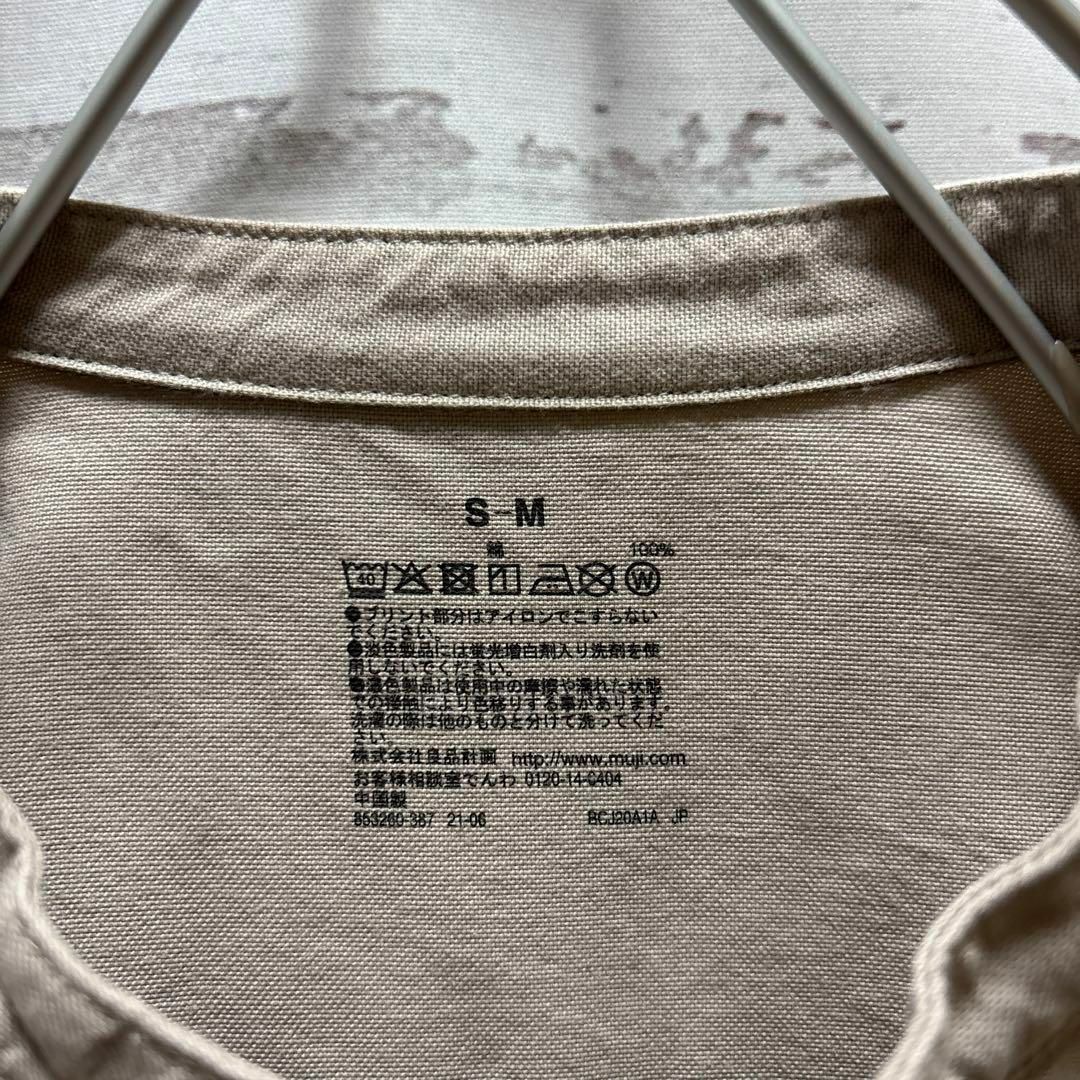 S-M
綿 100%
40 W
●プリント部分はアイロンでこすらない
でください。
●淡色製品には蛍光増白剤入り洗剤を使
用しないでください。
●濃色製品は使用中の摩擦や濡れた状態
での接触により色移りする事があります。
洗濯の際は他のものと分けて洗ってくだ
さい。
株式会社良品計画 http://www.muji.com
お客様相談室でんわ 0120-14-0404
中国製
21-06 BCJ20A1A JP